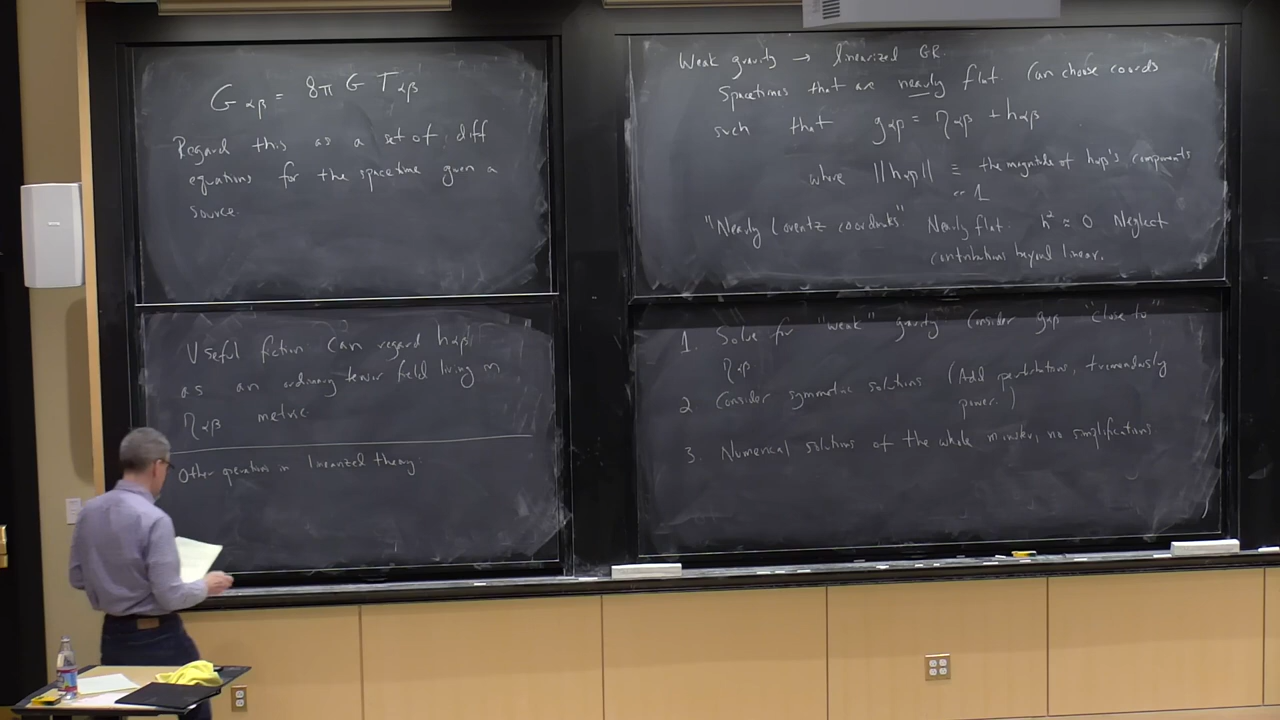 G_αβ = 8π G T_αβ
Regard this as a set of diff
equations for the spacetime given a
source.
Useful fiction: Can regard h_αβ
as an ordinary tensor field living in
η_αβ metric.
Other operations in linearized theory:
Weak gravity → linearized GR.
Spacetimes that are nearly flat. Can choose coords
such that g_αβ = η_αβ + h_αβ
where ||h_αβ|| ≡ the magnitude of h_αβ's components
≪ 1
"Nearly Lorentz coordinates" Nearly flat: h² ≈ 0 Neglect
contributions beyond linear.
1. Solve for "weak" gravity Consider g_αβ "close to"
η_αβ
2 Consider symmetric solutions (Add perturbations, tremendously
power.)
3. Numerical solutions of the whole monster, no simplifications